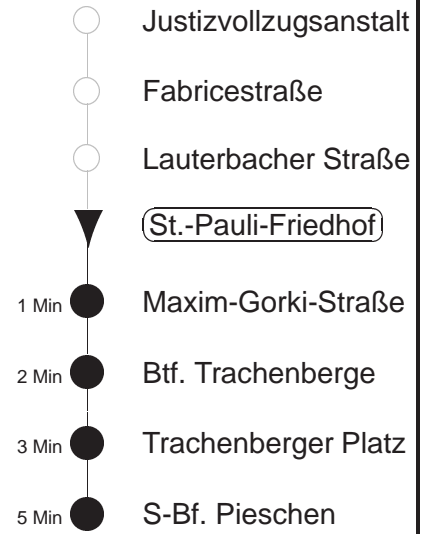 Justizvollzugsanstalt
Fabricestraße
Lauterbacher Straße
St.-Pauli-Friedhof
1 Min Maxim-Gorki-Straße
2 Min Btf. Trachenberge
3 Min Trachenberger Platz
5 Min S-Bf. Pieschen